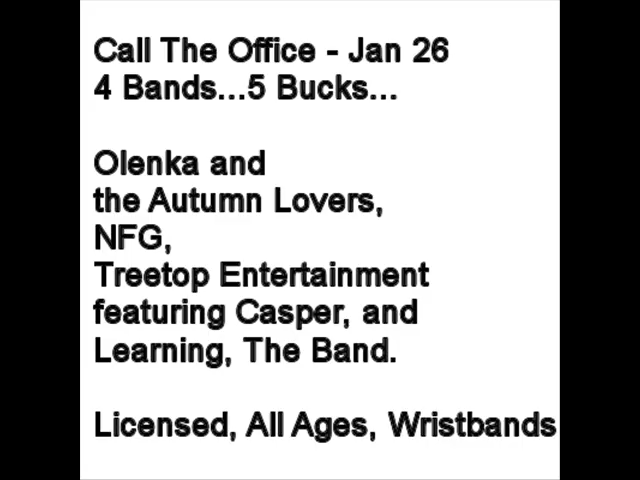 Call The Office - Jan 26
4 Bands...5 Bucks...
Olenka and
the Autumn Lovers,
NFG,
Treetop Entertainment
featuring Casper, and
Learning, The Band.
Licensed, All Ages, Wristbands